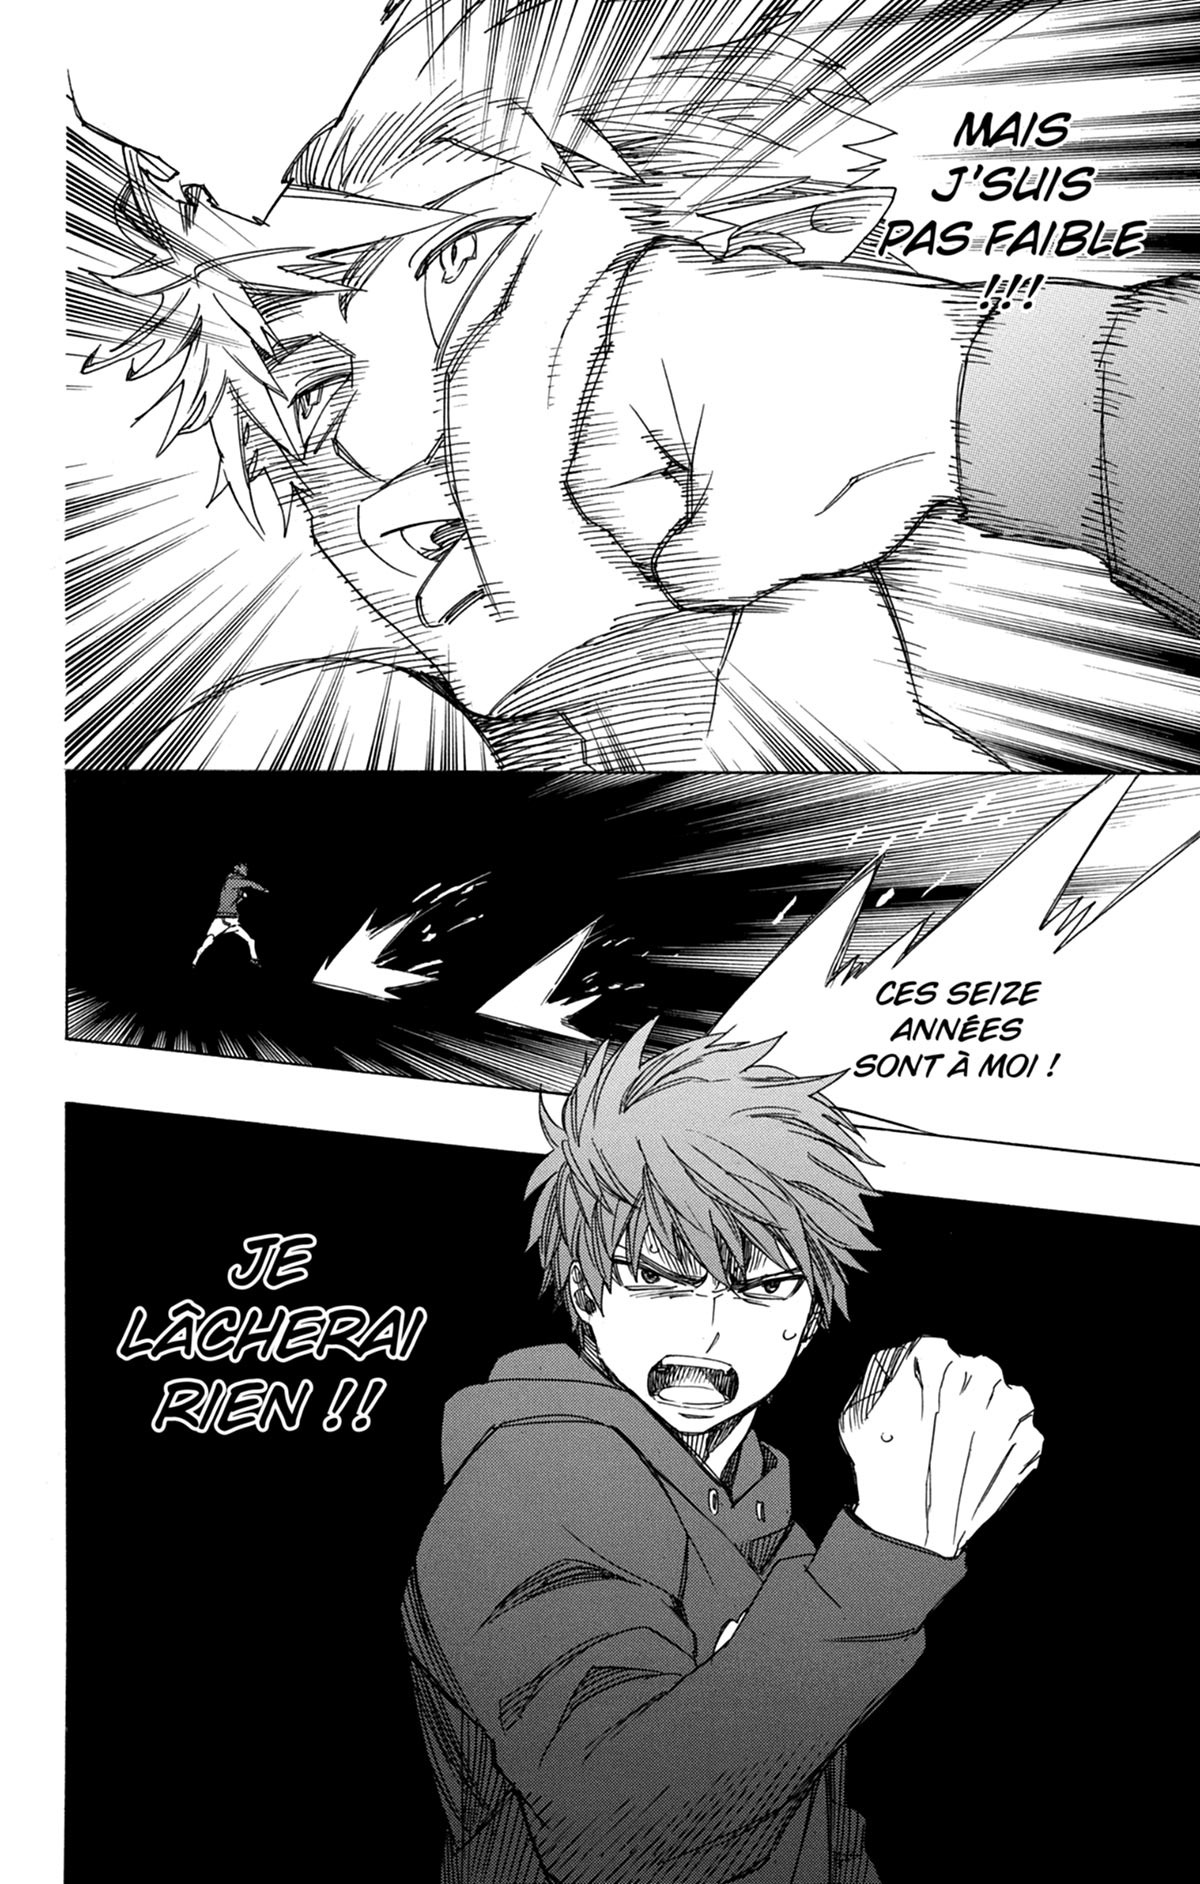 MAIS
J'SUIS
PAS FAIBLE
!!!
CES SEIZE
ANNÉES
SONT À MOI !
JE
LÂCHERAI
RIEN !!